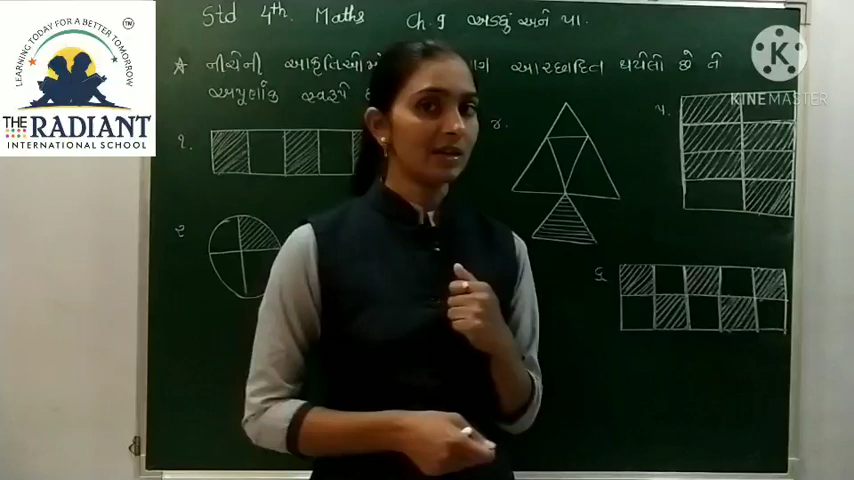 LEARNING TODAY FOR A BETTER TOMORROW
TM
THE RADIANT
INTERNATIONAL SCHOOL
Std 4th. Maths Ch. 9 અડધું અને પા.
K
KINEMASTER
★ નીચેની આકૃતિઓમાં ભાગ આચ્છાદિત થયેલો છે તે
અપૂર્ણાંક સ્વરૂપે
૧.
૪.
૫.
૨
૬